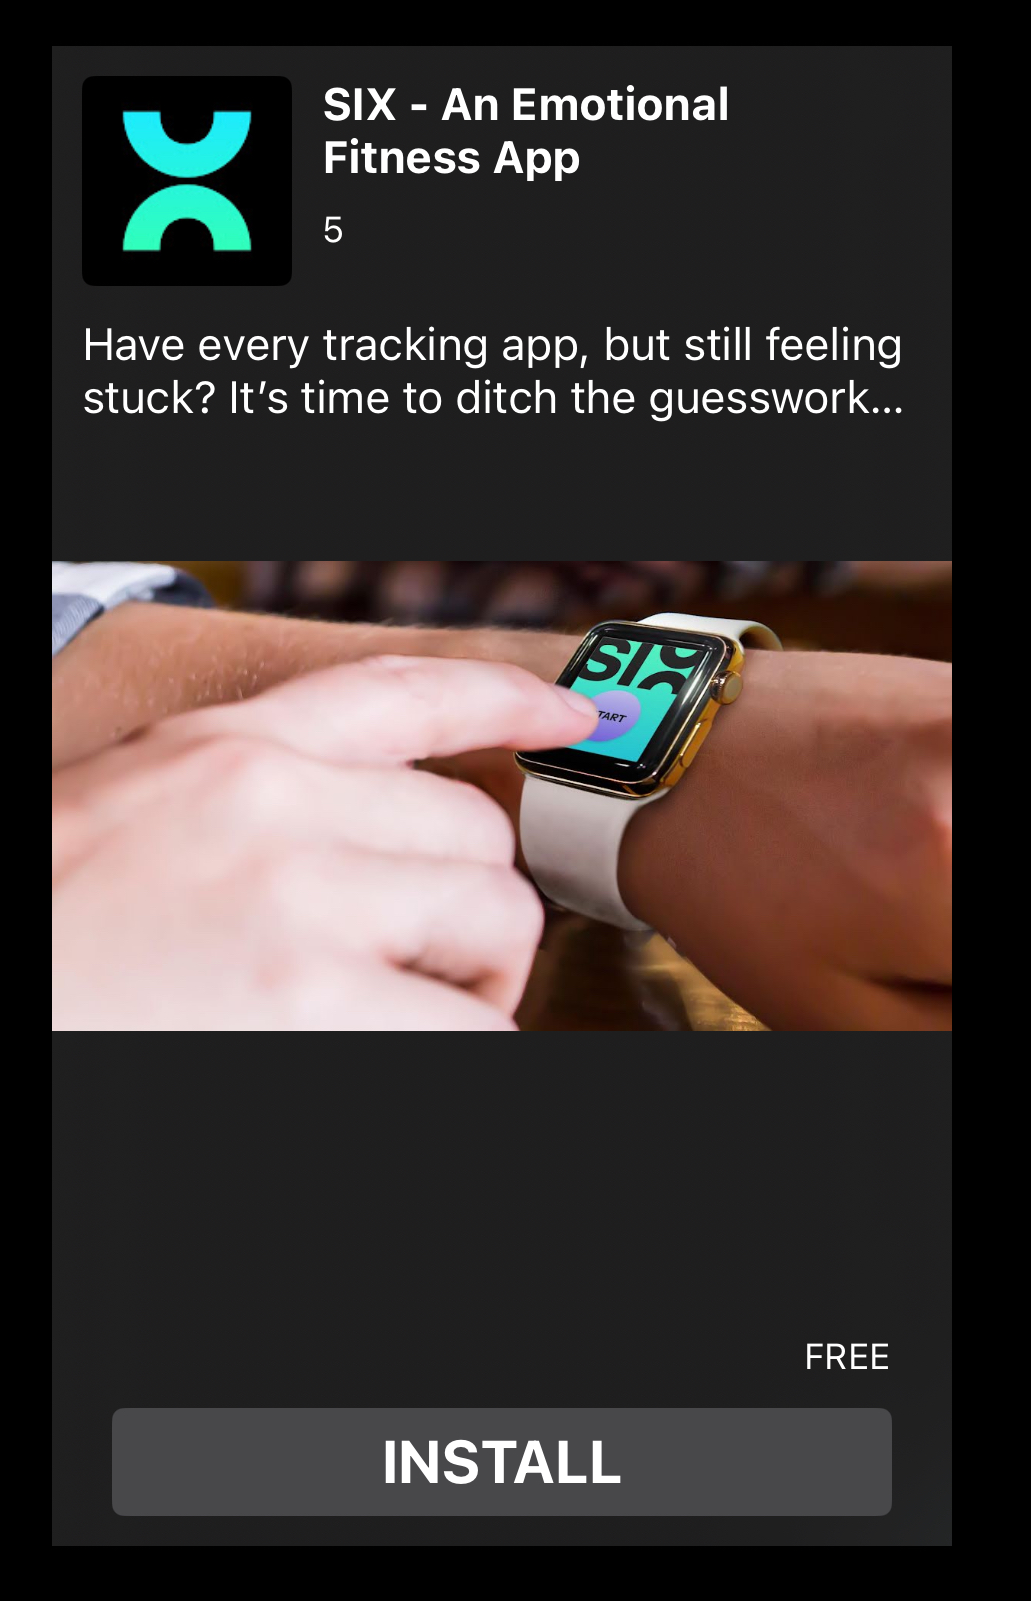 SIX - An Emotional
Fitness App
5
Have every tracking app, but still feeling
stuck? It’s time to ditch the guesswork...
SIX
TART
FREE
INSTALL